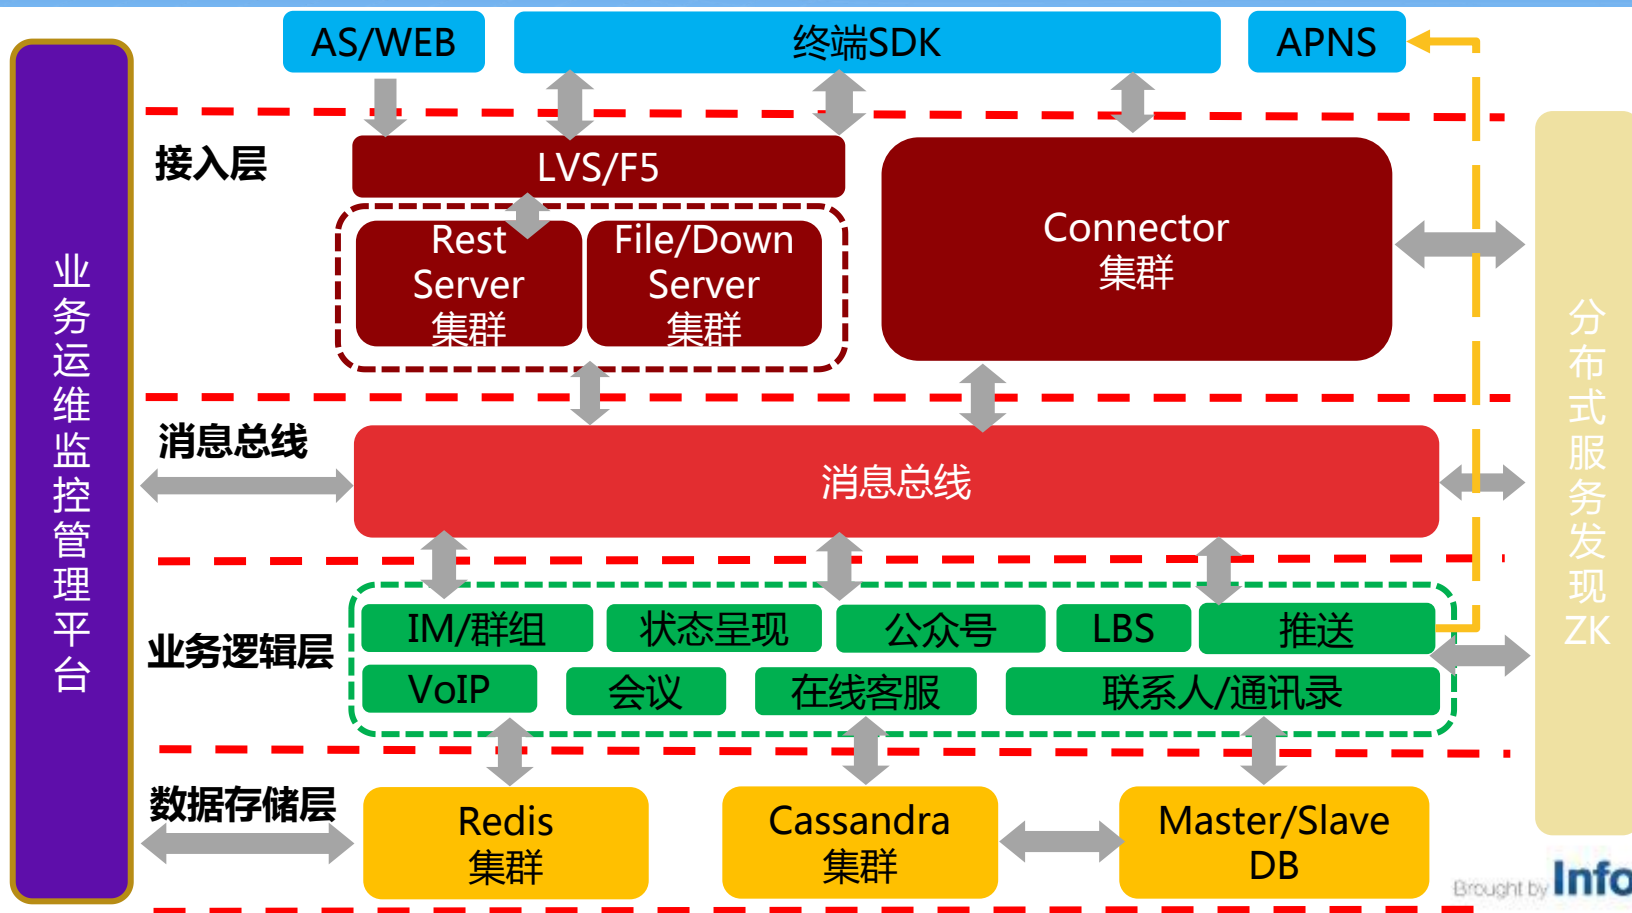 AS/WEB
终端SDK
APNS
接入层
LVS/F5
Rest
Server
集群
File/Down
Server
集群
Connector
集群
业务运维监控管理平台
分布式服务发现
ZK
消息总线
消息总线
业务逻辑层
IM/群组
状态呈现
公众号
LBS
推送
VoIP
会议
在线客服
联系人/通讯录
数据存储层
Redis
集群
Cassandra
集群
Master/Slave
DB
Brought by Info